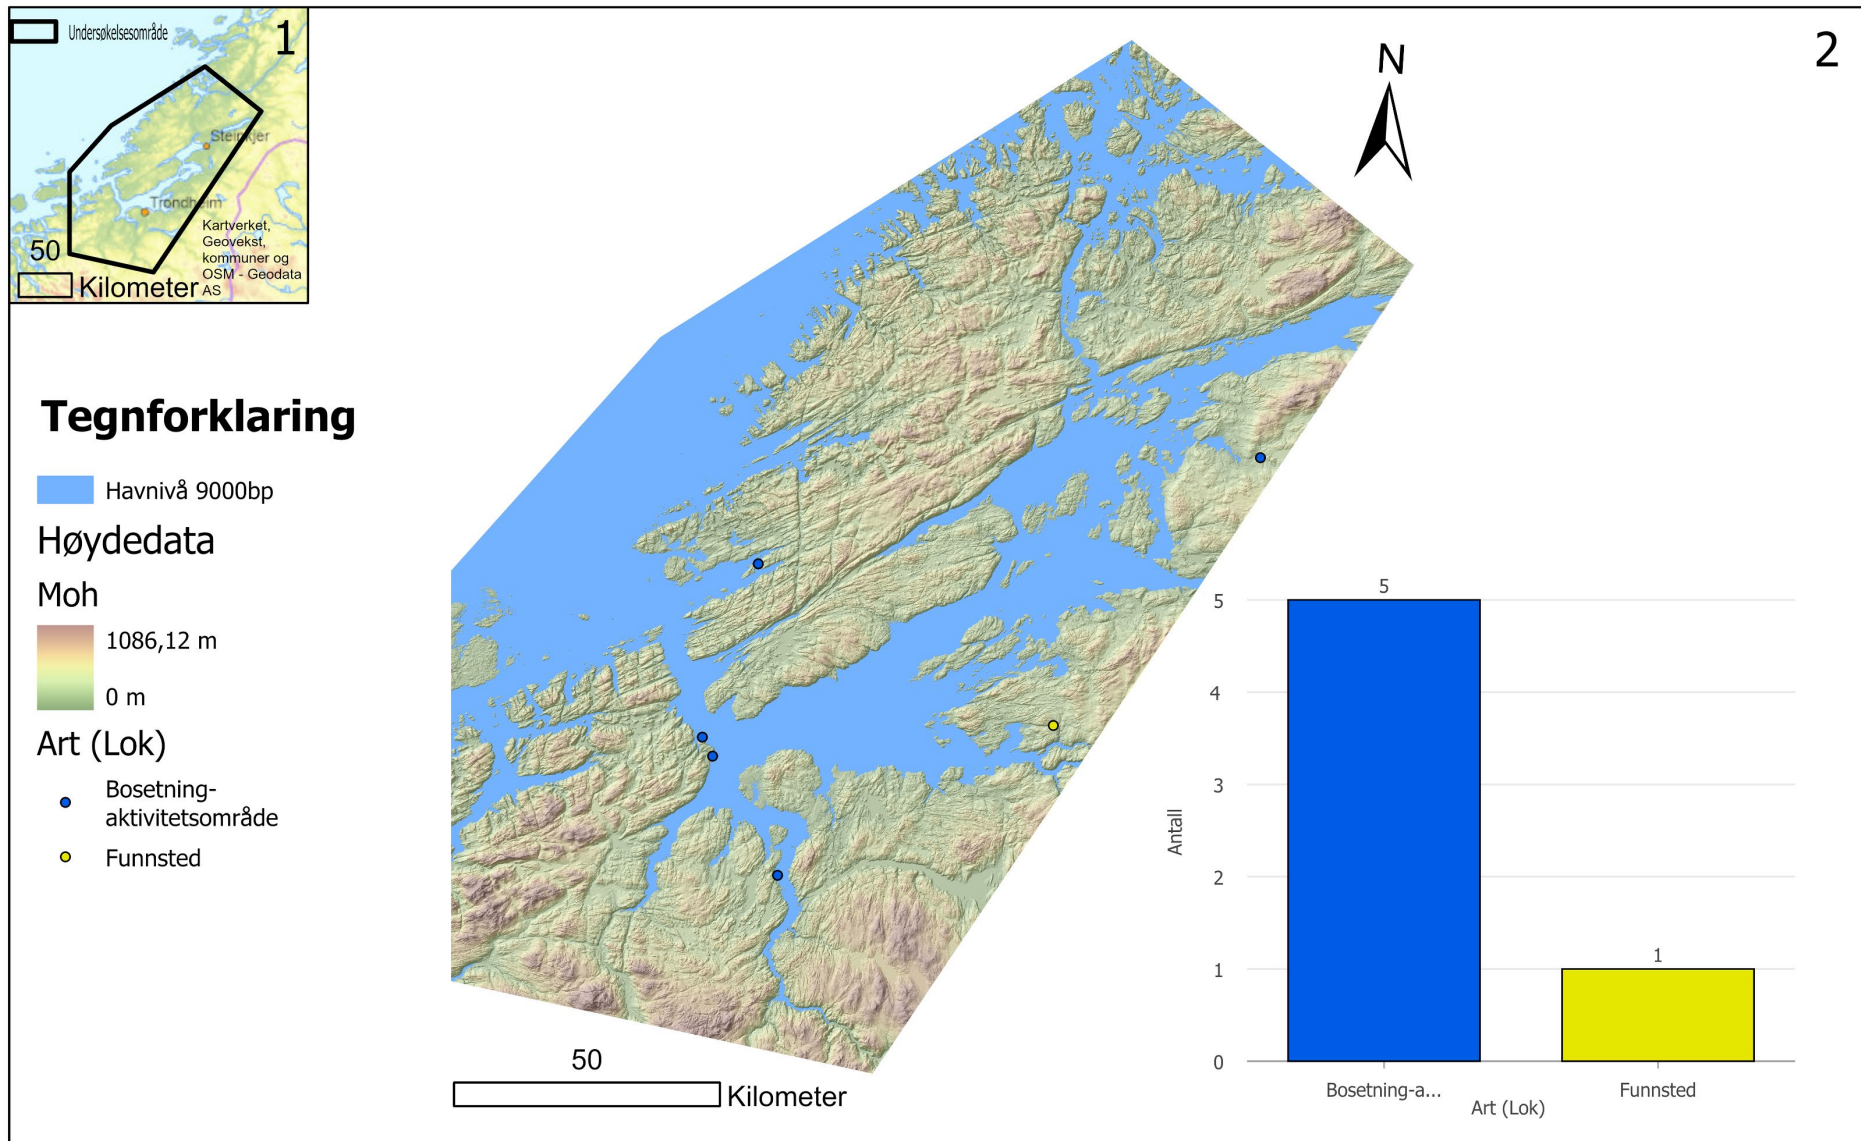 Undersøkelsesområde
1
Steinkjer
Trondheim
Kartverket,
Geovekst,
kommuner og
OSM - Geodata
AS
50
Kilometer
2
N
Tegnforklaring
Havnivå 9000bp
Høydedata
Moh
1086,12 m
0 m
Art (Lok)
Bosetning-
aktivitetsområde
Funnsted
50
Kilometer
5
4
3
2
1
0
Antall
5
1
Bosetning-a...
Funnsted
Art (Lok)